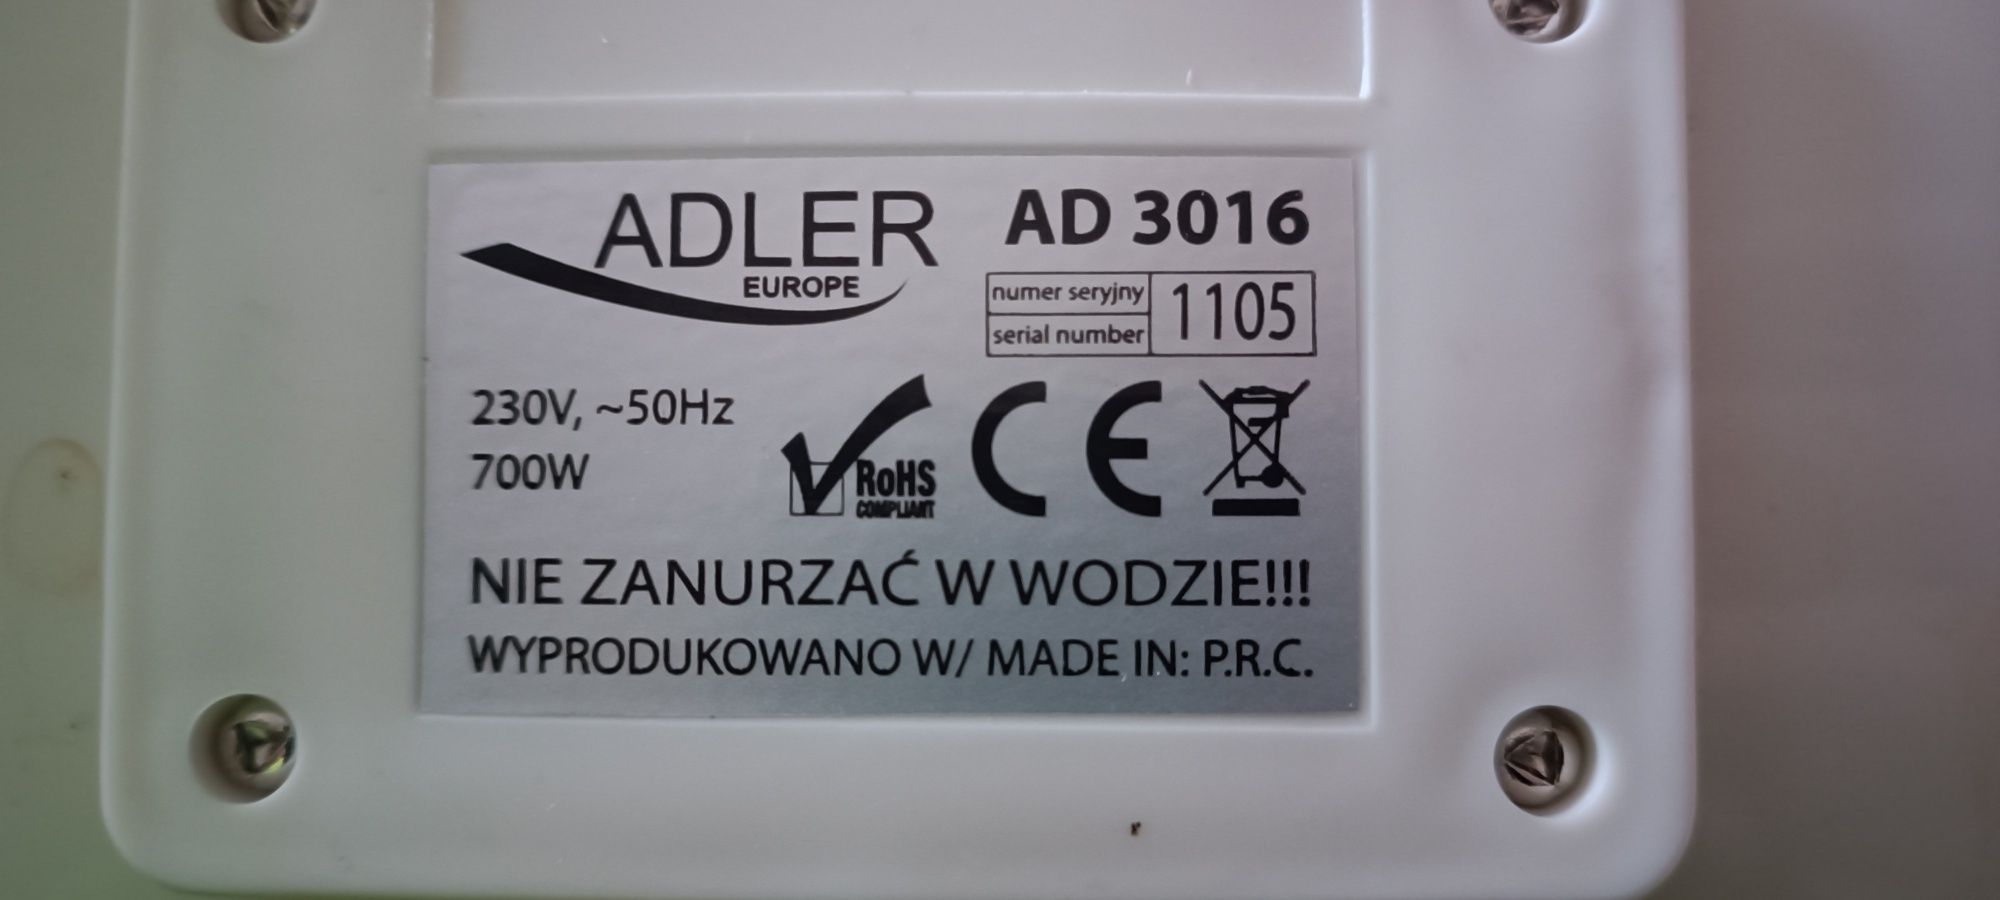 ADLER
EUROPE
AD 3016
numer seryjny
serial number
1105
230V, ~50Hz
700W
RoHS
COMPLIANT
CE
NIE ZANURZAĆ W WODZIE!!!
WYPRODUKOWANO W/ MADE IN: P.R.C.